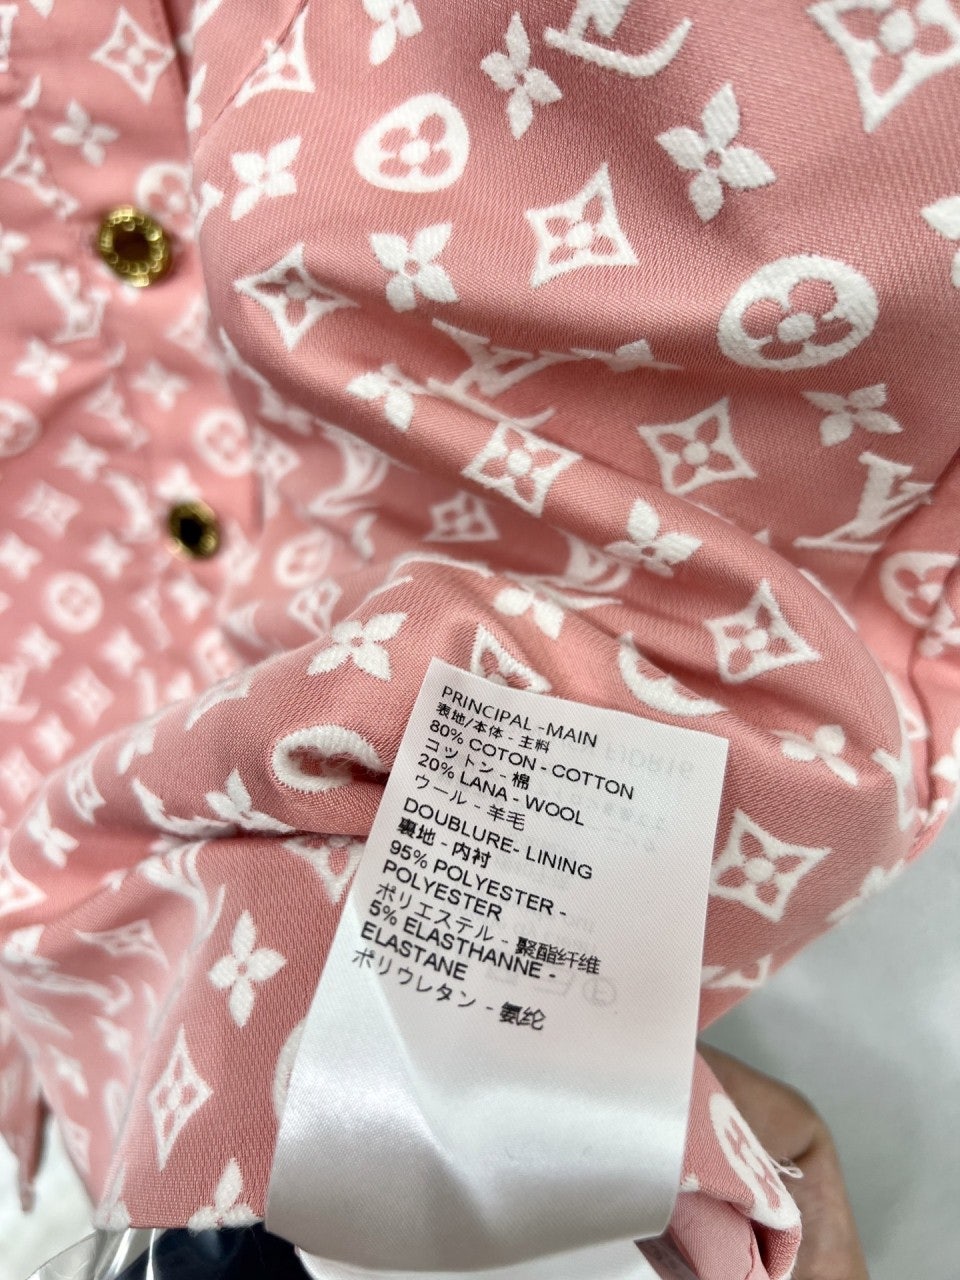 PRINCIPAL -MAIN
表地/本体 - 主料
80% COTON - COTTON
コットン - 棉
20% LANA - WOOL
ウール - 羊毛
DOUBLURE- LINING
裏地 - 内衬
95% POLYESTER -
POLYESTER
ポリエステル - 聚酯纤维
5% ELASTHANNE -
ELASTANE
ポリウレタン - 氨纶